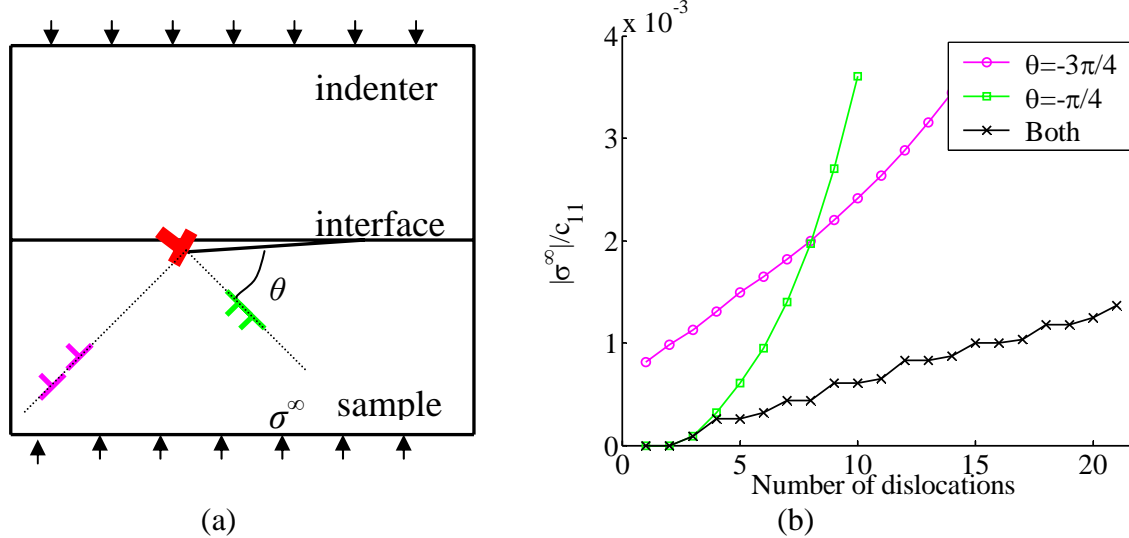 indenter
interface
θ
σ∞ sample
(a)
x 10⁻³
4
3
2
1
0
|σ∞|/c₁₁
0 5 10 15 20
Number of dislocations
θ=-3π/4
θ=-π/4
Both
(b)